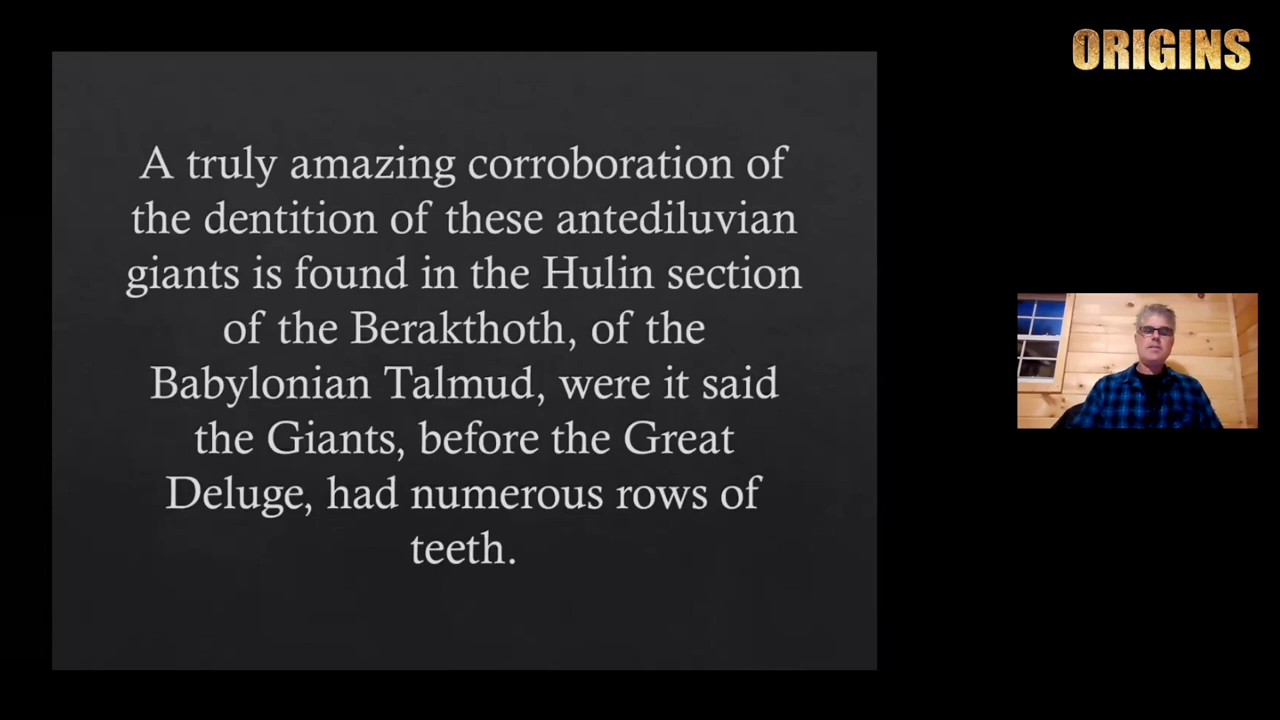 ORIGINS
A truly amazing corroboration of
the dentition of these antediluvian
giants is found in the Hulin section
of the Berakthoth, of the
Babylonian Talmud, were it said
the Giants, before the Great
Deluge, had numerous rows of
teeth.